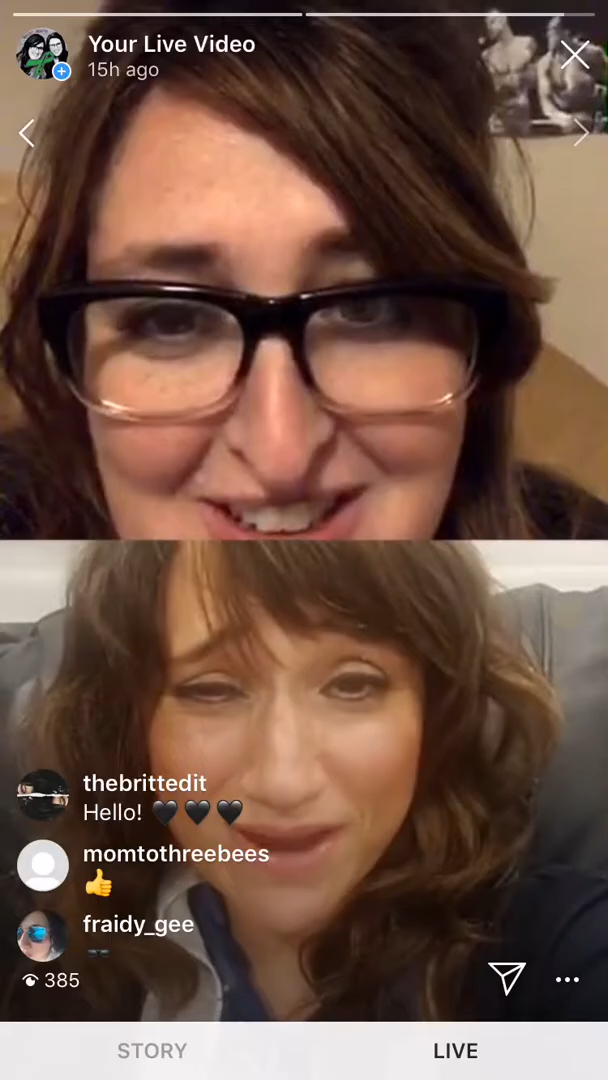 Your Live Video
15h ago
thebrittedit
Hello! 🖤 🖤 🖤
momtothreebees
👍
fraidy_gee
385
STORY
LIVE